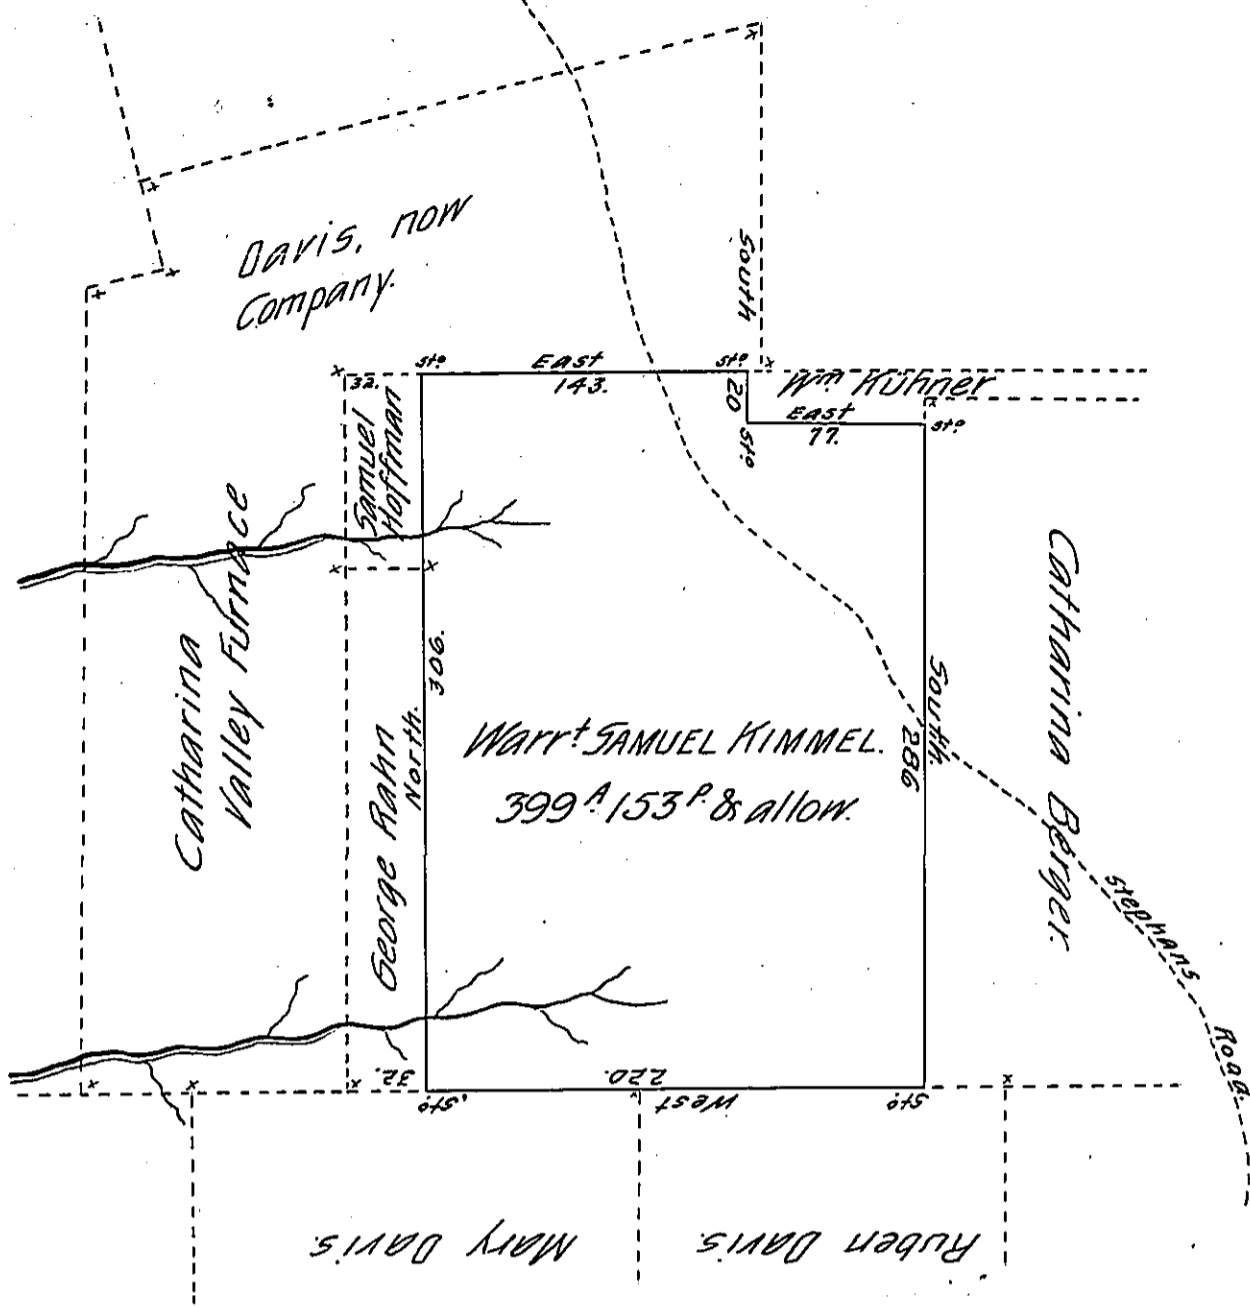 Davis, now
Company.
South
Sto
East
143.
Sto
20
Sto
Wm Kühner
East
77.
Sto
32.
Samuel
Hoffman
Catharina
Valley Furnace
306.
North.
George Rahn
Warrt SAMUEL KIMMEL.
399 A. 153 P. & allow.
South.
286
Catharina Berger.
Stephans
Road.
32.
Sto.
220.
West
Sto
Mary Davis.
Ruben Davis.